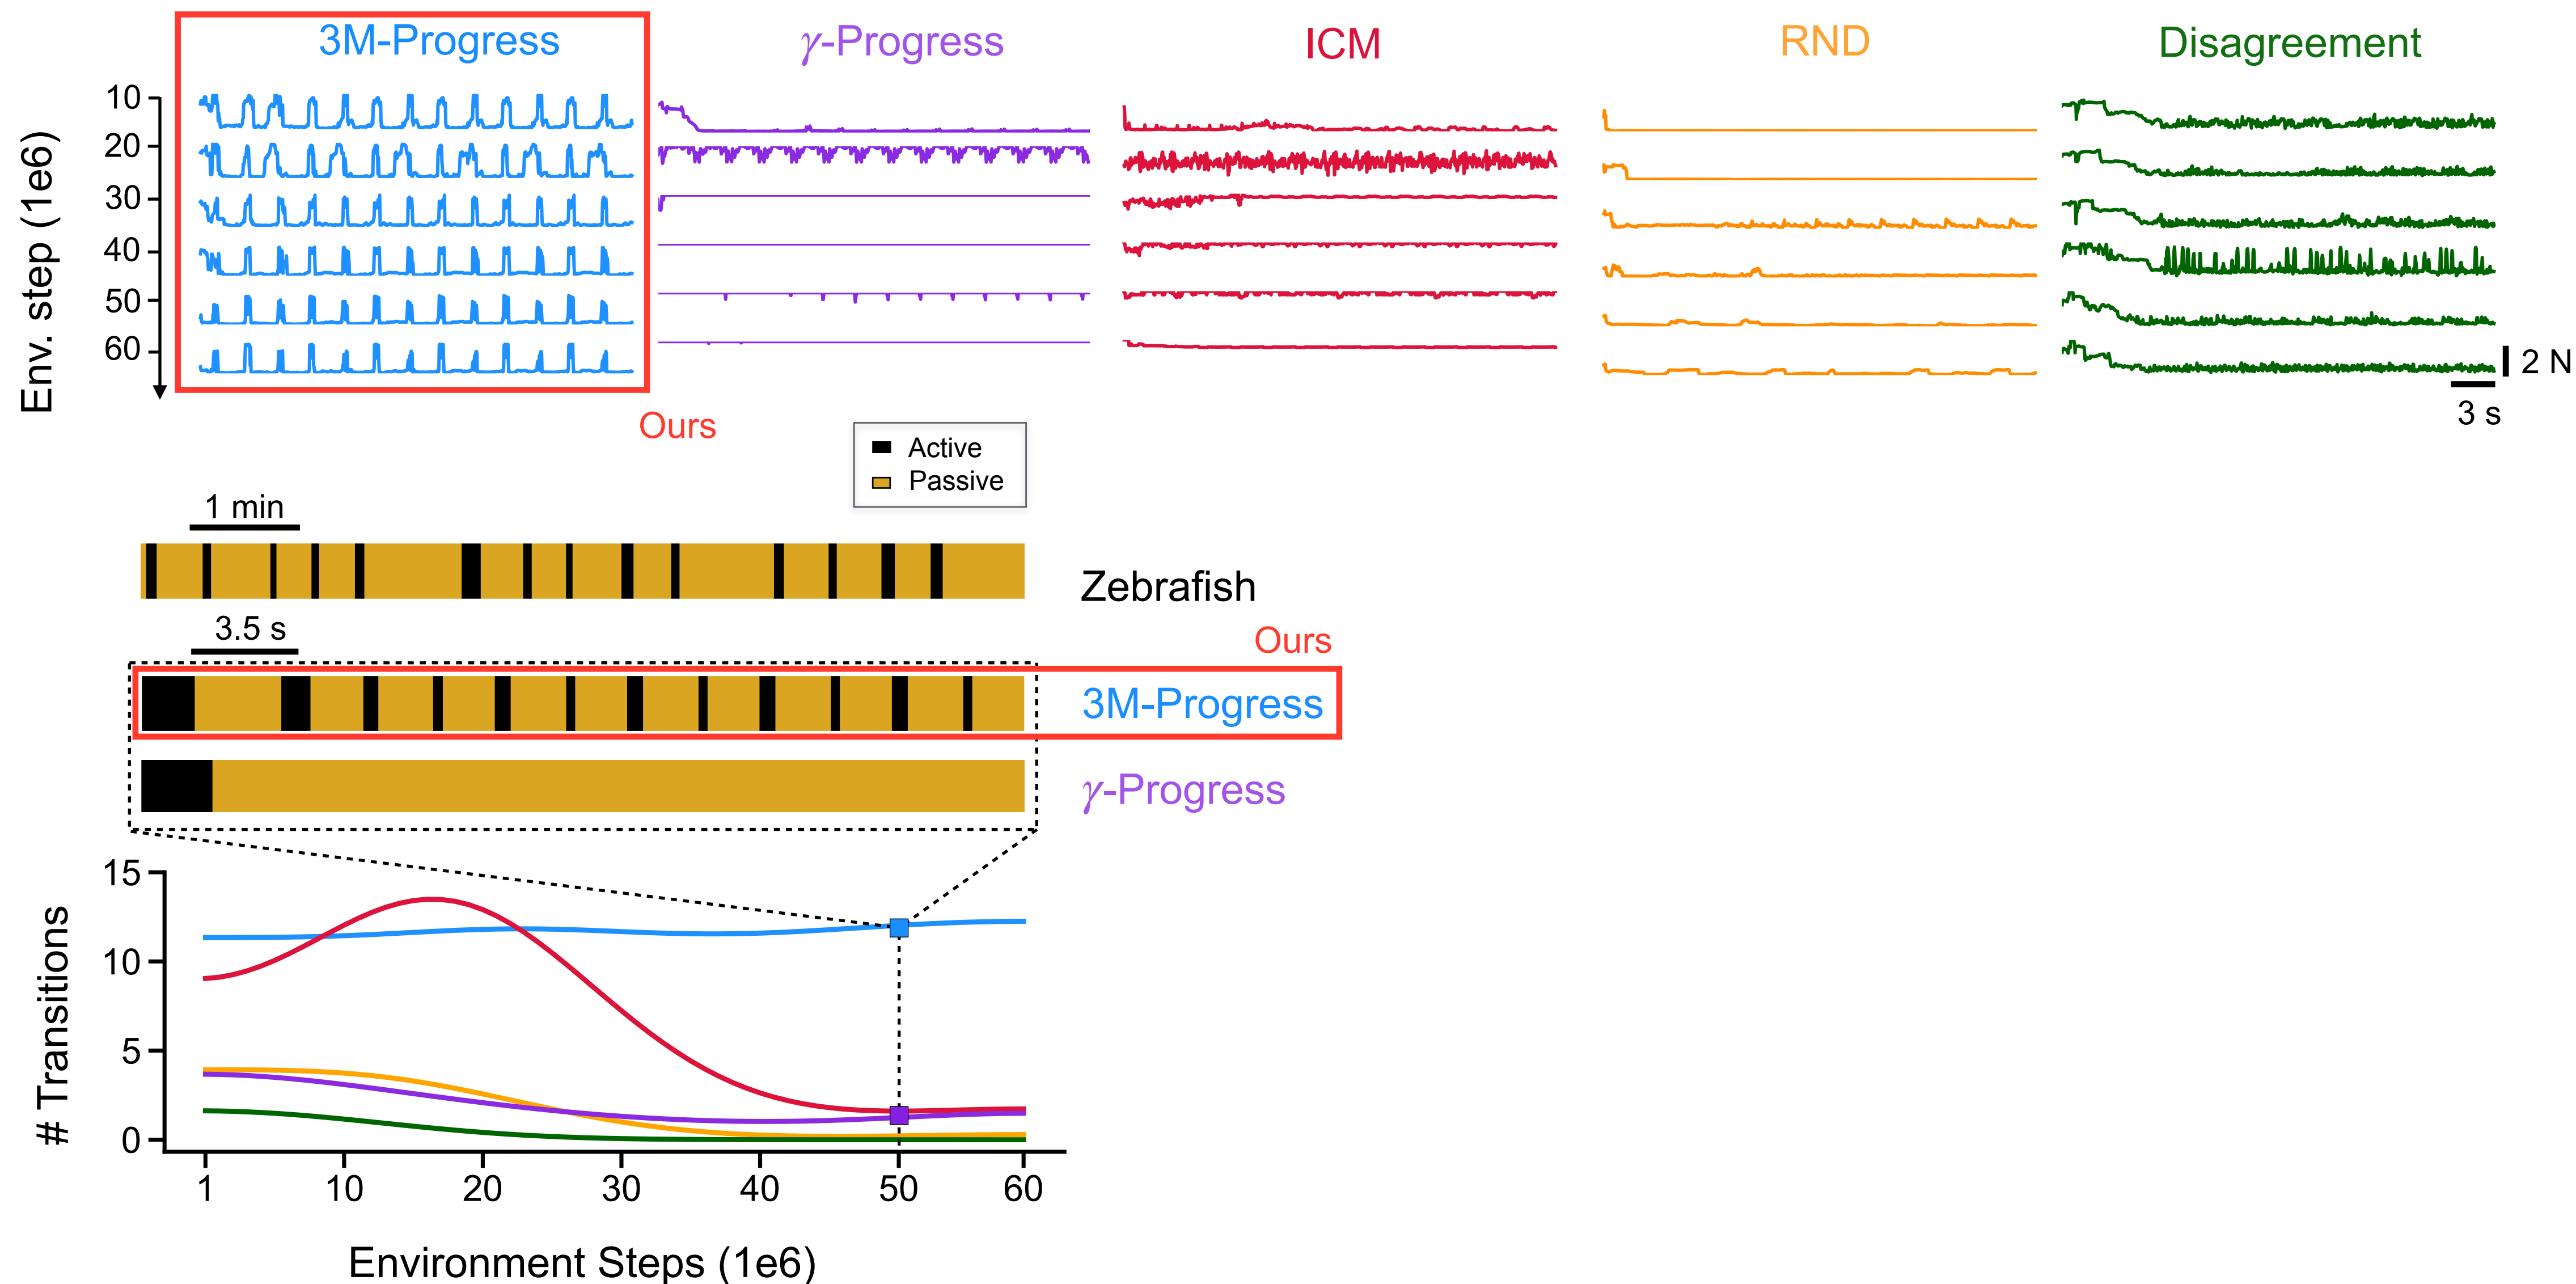 3M-Progress
γ-Progress
ICM
RND
Disagreement
Env. step (1e6)
10
20
30
40
50
60
2 N
3 s
Ours
Active
Passive
1 min
Zebrafish
3.5 s
Ours
3M-Progress
γ-Progress
# Transitions
15
10
5
0
1 10 20 30 40 50 60
Environment Steps (1e6)